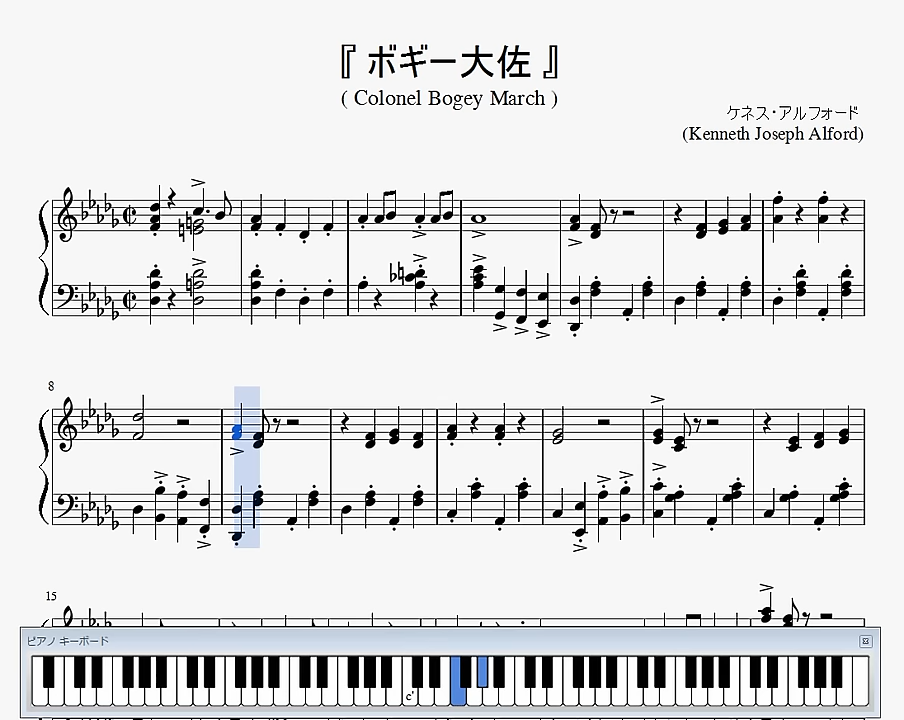 『 ボギー大佐 』
( Colonel Bogey March )
ケネス・アルフォード
(Kenneth Joseph Alford)
8
15
ピアノ キーボード
c'